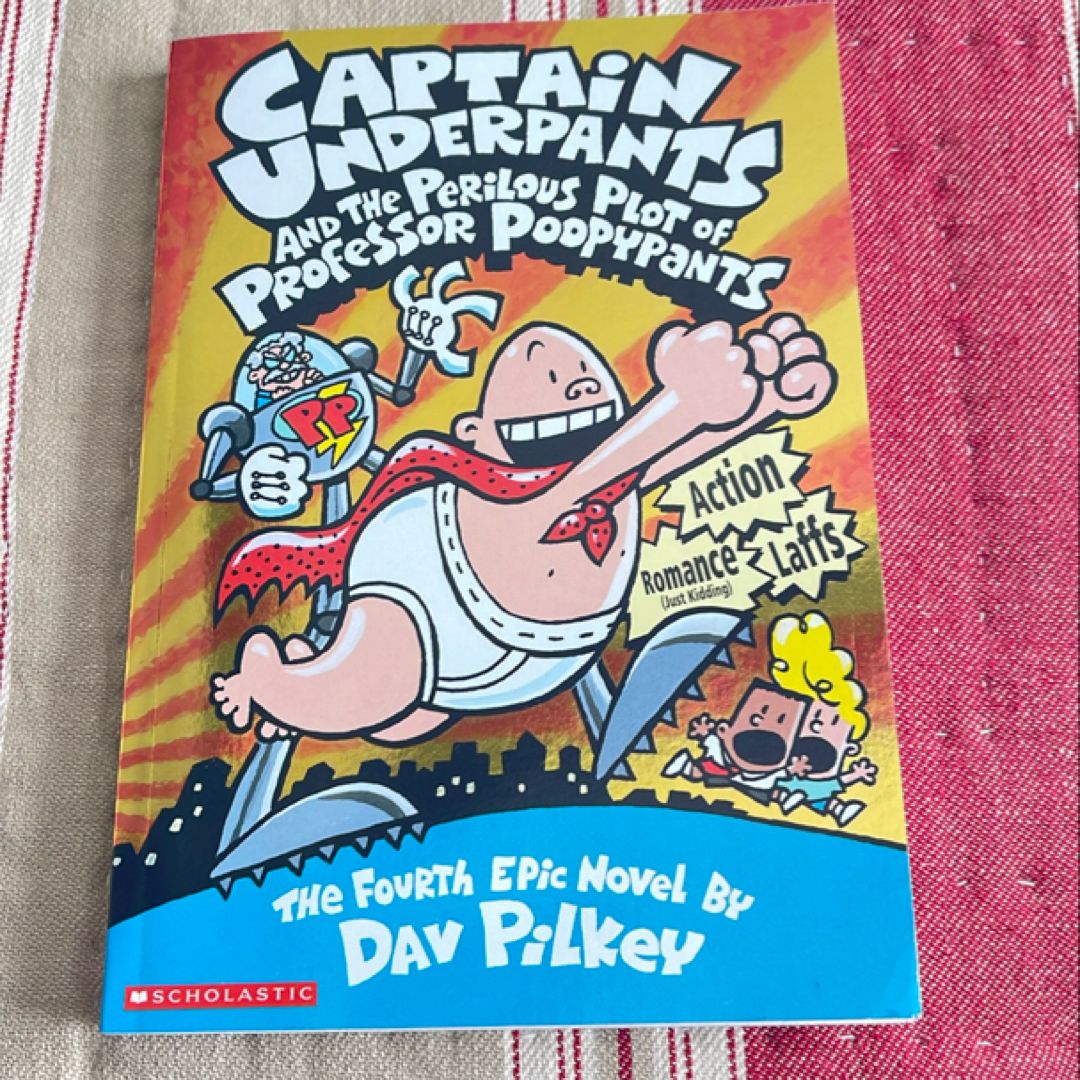 CAPTAiN
UNDERPANTS
AND THE PERiLOUS PLOT OF
PROFESSOR POOPYPANTS
PP
Action
Romance
(Just Kidding)
Laffs
THE FOURTH EPiC NOVEL BY
DAV PiLKEY
SCHOLASTIC